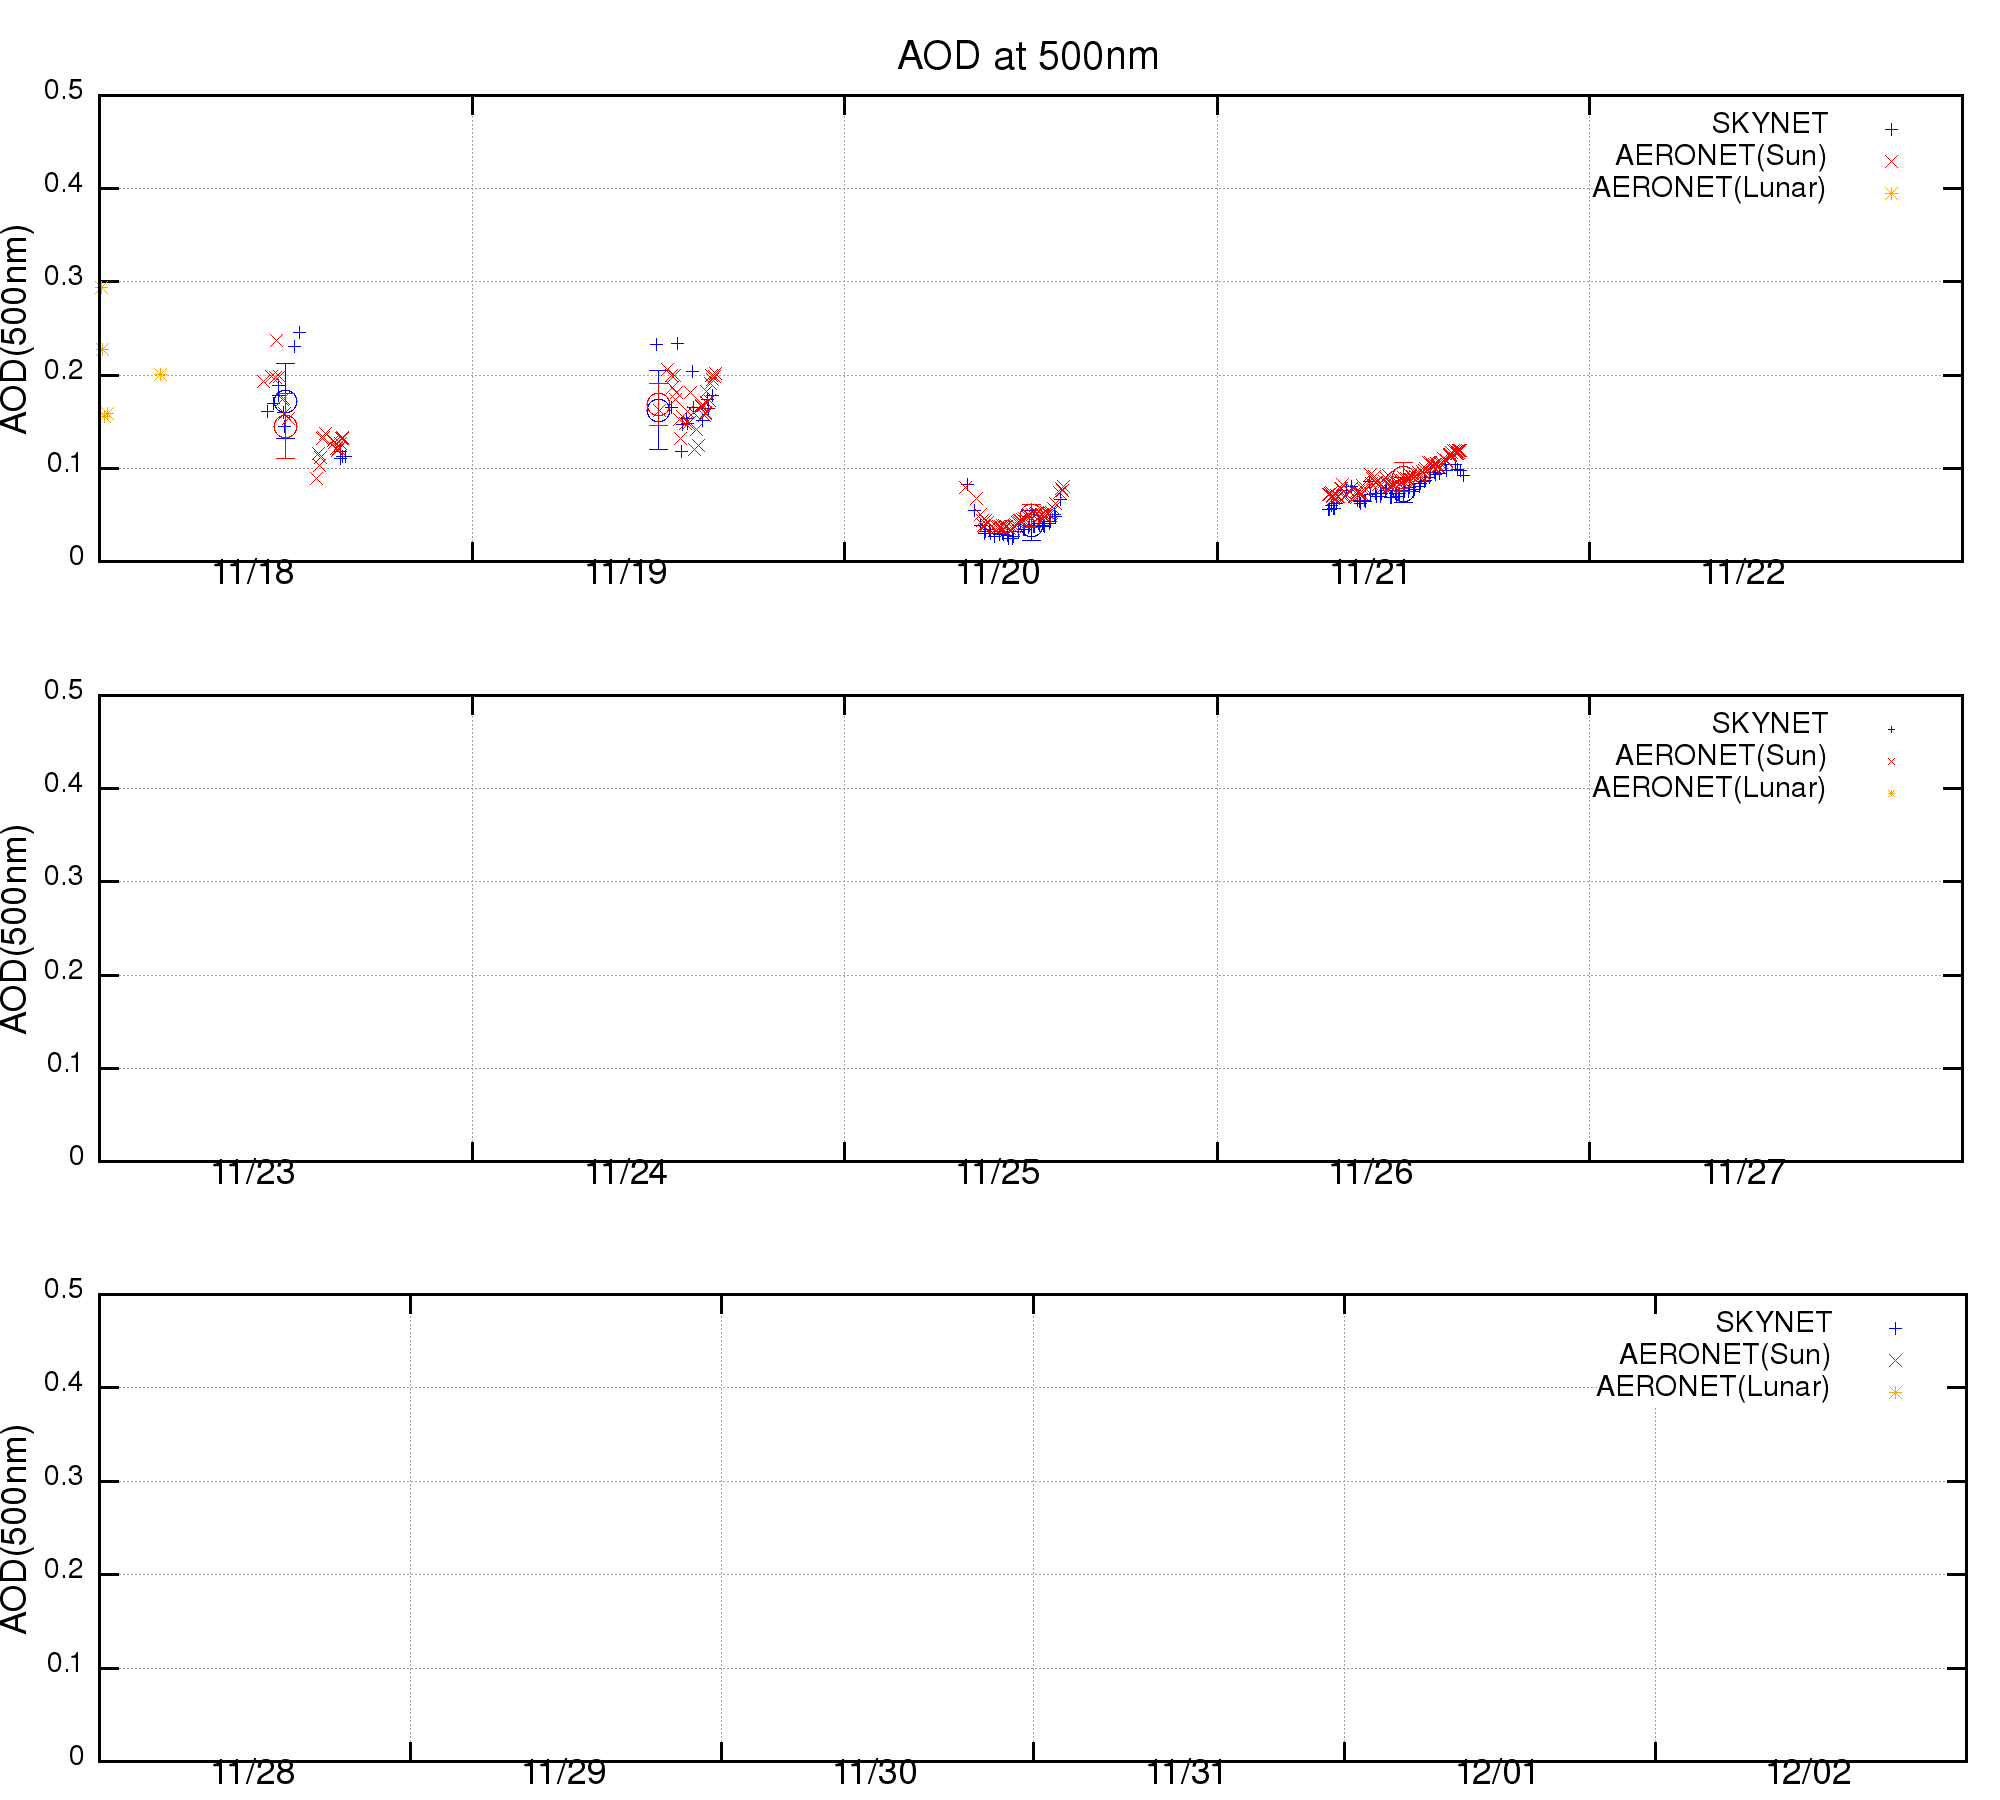 AOD at 500nm
AOD(500nm)
0.5
0.4
0.3
0.2
0.1
0
SKYNET
AERONET(Sun)
AERONET(Lunar)
11/18 11/19 11/20 11/21 11/22
AOD(500nm)
0.5
0.4
0.3
0.2
0.1
0
SKYNET
AERONET(Sun)
AERONET(Lunar)
11/23 11/24 11/25 11/26 11/27
AOD(500nm)
0.5
0.4
0.3
0.2
0.1
0
SKYNET
AERONET(Sun)
AERONET(Lunar)
11/28 11/29 11/30 11/31 12/01 12/02